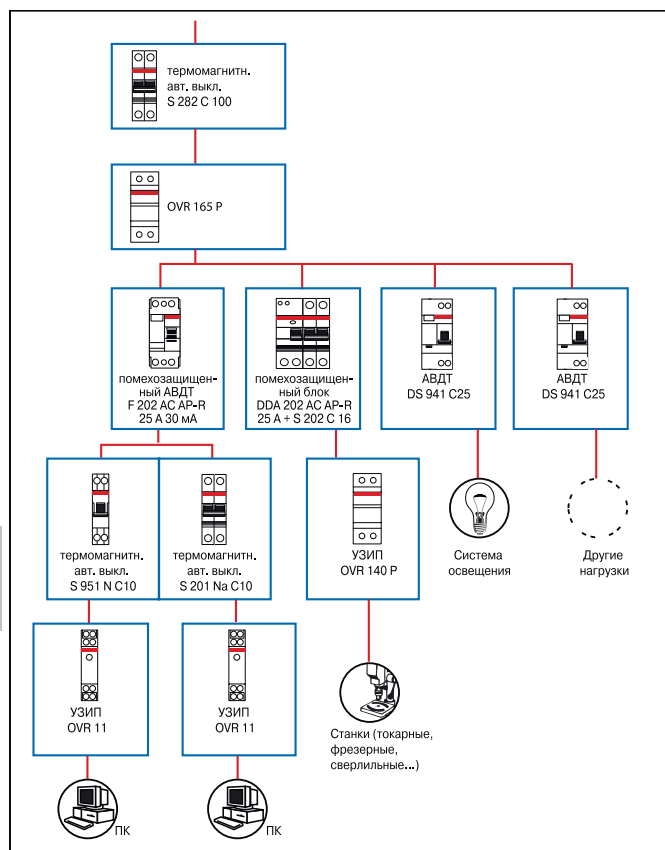 термомагнитн.
авт. выкл.
S 282 C 100
OVR 165 P
помехозащищен-
ный АВДТ
F 202 AC AP-R
25 A 30 мА
помехозащищен-
ный блок
DDA 202 AC AP-R
25 A + S 202 C 16
АВДТ
DS 941 C25
АВДТ
DS 941 C25
термомагнитн.
авт. выкл.
S 951 N C10
термомагнитн.
авт. выкл.
S 201 Na C10
УЗИП
OVR 140 P
Система
освещения
Другие
нагрузки
УЗИП
OVR 11
УЗИП
OVR 11
Станки (токарные,
фрезерные,
сверлильные...)
ПК
ПК